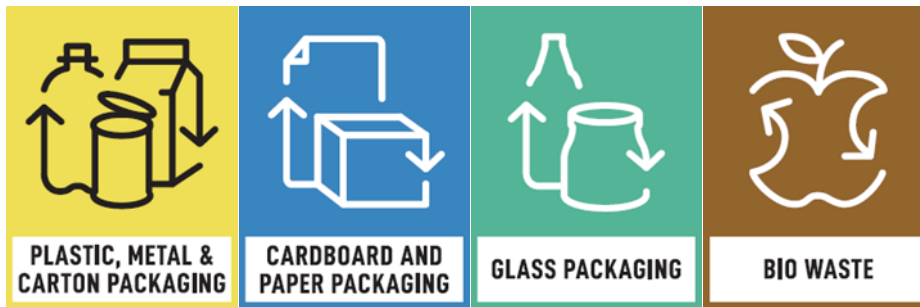 PLASTIC, METAL &
CARTON PACKAGING
CARDBOARD AND
PAPER PACKAGING
GLASS PACKAGING
BIO WASTE